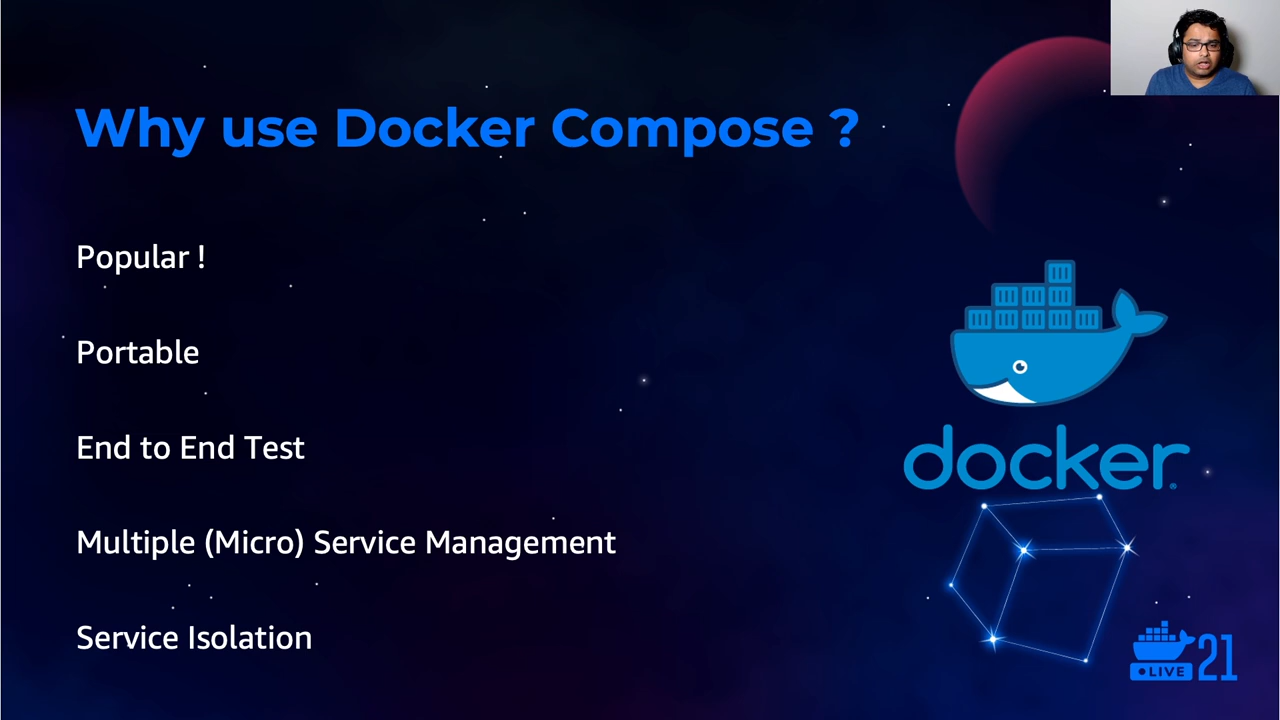 Why use Docker Compose ?
Popular !
Portable
End to End Test
Multiple (Micro) Service Management
Service Isolation
docker
LIVE 21